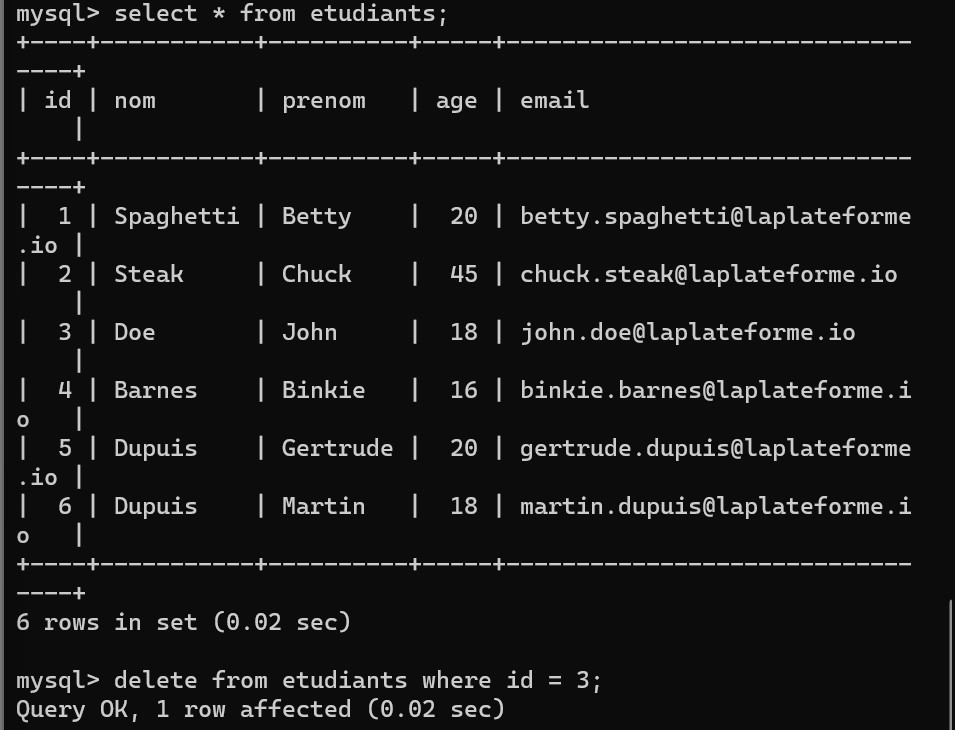 mysql> select * from etudiants;
+----+-----------+----------+-----+-----------------------------
----+
| id | nom       | prenom   | age | email
    |
+----+-----------+----------+-----+-----------------------------
----+
|  1 | Spaghetti | Betty    |  20 | betty.spaghetti@laplateforme
.io |
|  2 | Steak     | Chuck    |  45 | chuck.steak@laplateforme.io
    |
|  3 | Doe       | John     |  18 | john.doe@laplateforme.io
    |
|  4 | Barnes    | Binkie   |  16 | binkie.barnes@laplateforme.i
o   |
|  5 | Dupuis    | Gertrude |  20 | gertrude.dupuis@laplateforme
.io |
|  6 | Dupuis    | Martin   |  18 | martin.dupuis@laplateforme.i
o   |
+----+-----------+----------+-----+-----------------------------
----+
6 rows in set (0.02 sec)
mysql> delete from etudiants where id = 3;
Query OK, 1 row affected (0.02 sec)